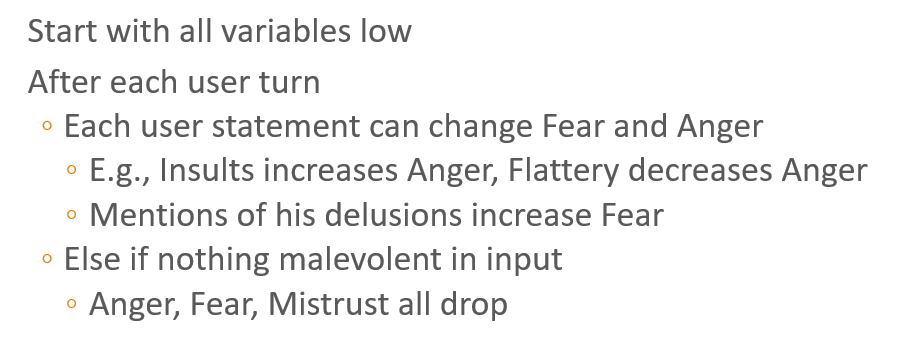 Start with all variables low
After each user turn
◦ Each user statement can change Fear and Anger
◦ E.g., Insults increases Anger, Flattery decreases Anger
◦ Mentions of his delusions increase Fear
◦ Else if nothing malevolent in input
◦ Anger, Fear, Mistrust all drop